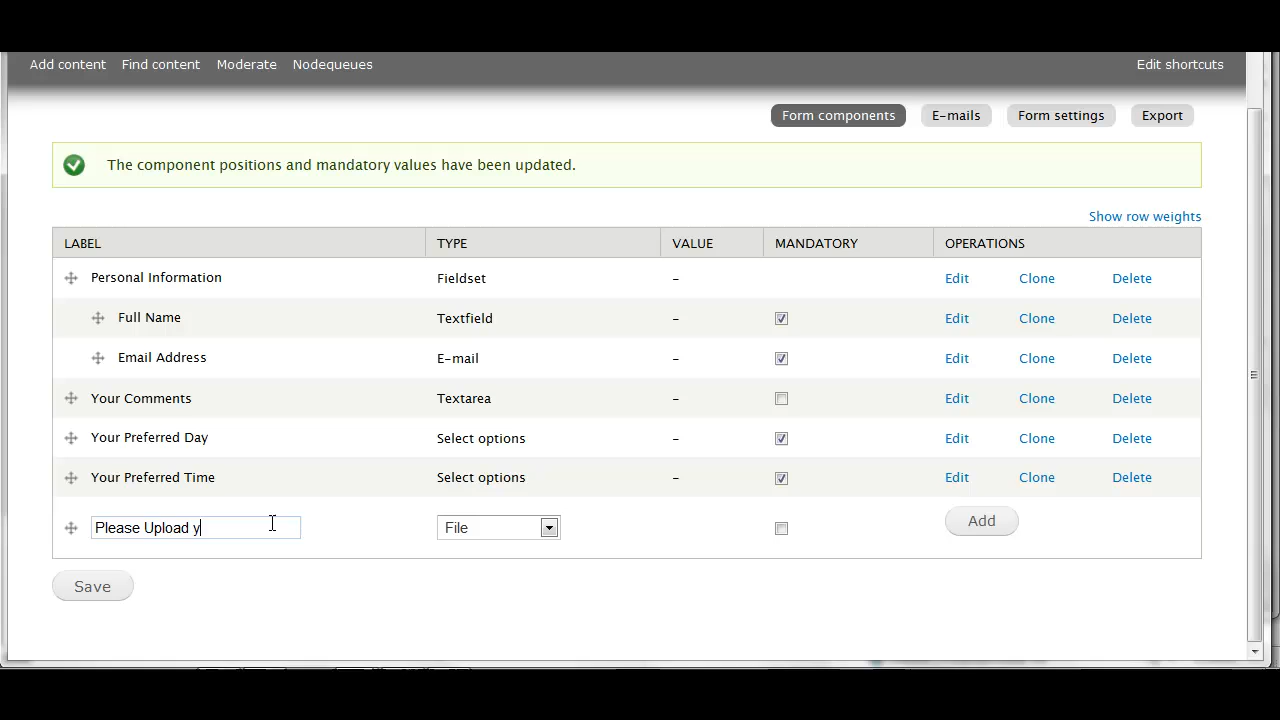 Add content Find content Moderate Nodequeues Edit shortcuts
Form components E-mails Form settings Export
The component positions and mandatory values have been updated.
Show row weights
LABEL TYPE VALUE MANDATORY OPERATIONS
Personal Information Fieldset – Edit Clone Delete
Full Name Textfield – Edit Clone Delete
Email Address E-mail – Edit Clone Delete
Your Comments Textarea – Edit Clone Delete
Your Preferred Day Select options – Edit Clone Delete
Your Preferred Time Select options – Edit Clone Delete
Please Upload y File Add
Save